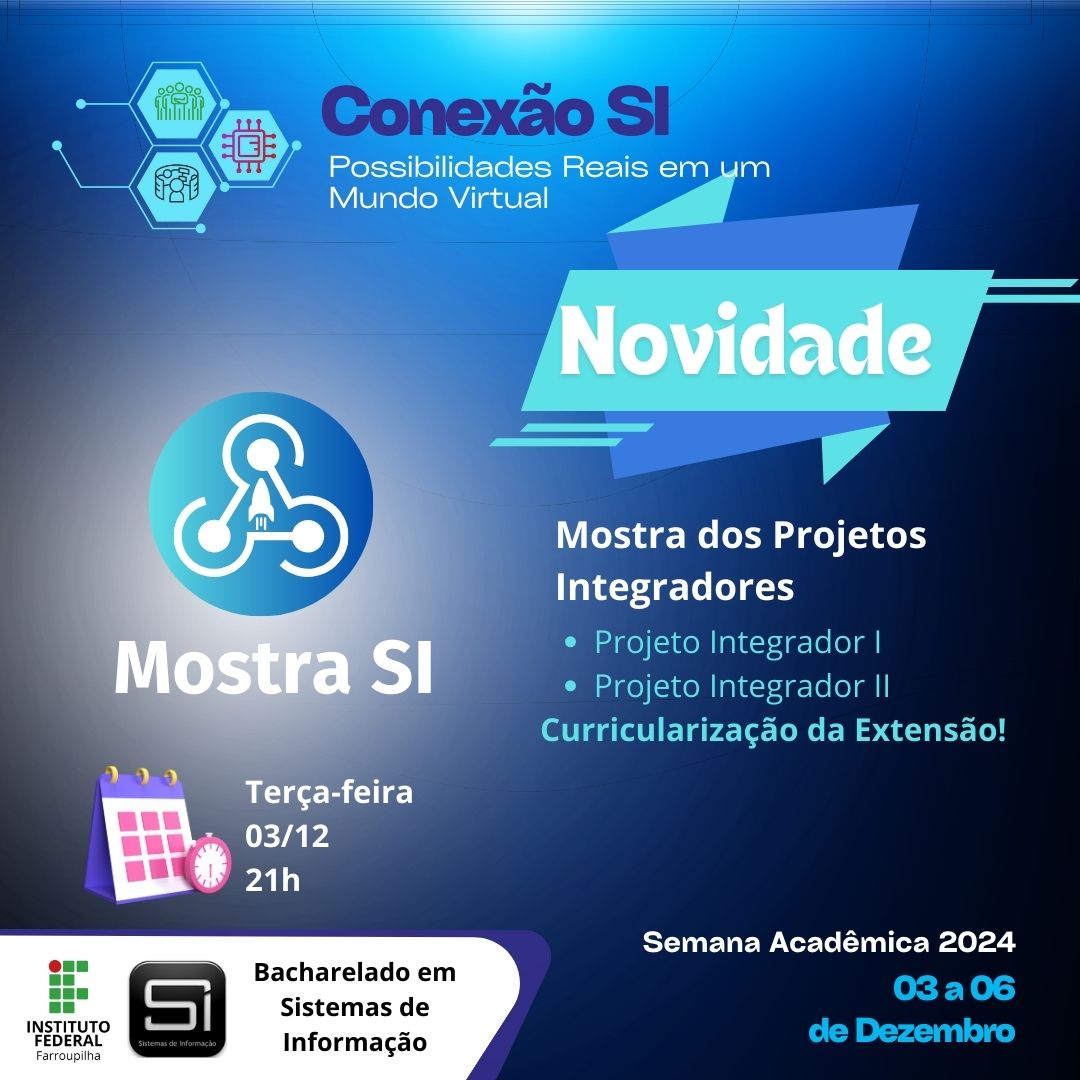 Conexão SI
Possibilidades Reais em um
Mundo Virtual
Novidade
Mostra dos Projetos
Integradores
• Projeto Integrador I
• Projeto Integrador II
Curricularização da Extensão!
Mostra SI
Terça-feira
03/12
21h
Semana Acadêmica 2024
03 a 06
de Dezembro
INSTITUTO
FEDERAL
Farroupilha
Si
Sistemas de Informação
Bacharelado em
Sistemas de
Informação